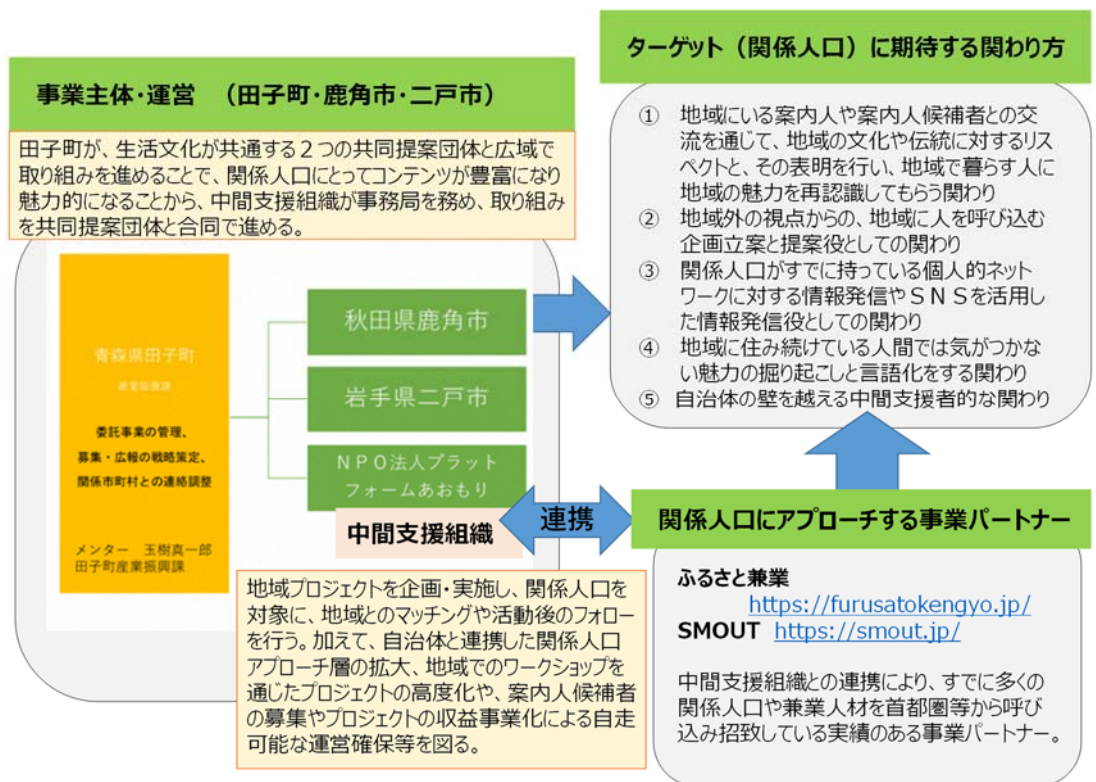 事業主体・運営　（田子町・鹿角市・二戸市）
田子町が、生活文化が共通する２つの共同提案団体と広域で
取り組みを進めることで、関係人口にとってコンテンツが豊富になり
魅力的になることから、中間支援組織が事務局を務め、取り組み
を共同提案団体と合同で進める。
青森県田子町
産業振興課
委託事業の管理、
募集・広報の戦略策定、
関係市町村との連絡調整
メンター　玉樹真一郎
田子町産業振興課
秋田県鹿角市
岩手県二戸市
ＮＰＯ法人プラット
フォームあおもり
中間支援組織
連携
地域プロジェクトを企画・実施し、関係人口を
対象に、地域とのマッチングや活動後のフォロー
を行う。加えて、自治体と連携した関係人口
アプローチ層の拡大、地域でのワークショップを
通じたプロジェクトの高度化や、案内人候補者
の募集やプロジェクトの収益事業化による自走
可能な運営確保等を図る。
ターゲット（関係人口）に期待する関わり方
①　地域にいる案内人や案内人候補者との交
流を通じて、地域の文化や伝統に対するリス
ペクトと、その表明を行い、地域で暮らす人に
地域の魅力を再認識してもらう関わり
②　地域外の視点からの、地域に人を呼び込む
企画立案と提案役としての関わり
③　関係人口がすでに持っている個人的ネット
ワークに対する情報発信やＳＮＳを活用し
た情報発信役としての関わり
④　地域に住み続けている人間では気がつかな
い魅力の掘り起こしと言語化をする関わり
⑤　自治体の壁を越える中間支援者的な関わり
関係人口にアプローチする事業パートナー
ふるさと兼業
https://furusatokengyo.jp/
SMOUT https://smout.jp/
中間支援組織との連携により、すでに多くの
関係人口や兼業人材を首都圏等から呼び
込み招致している実績のある事業パートナー。